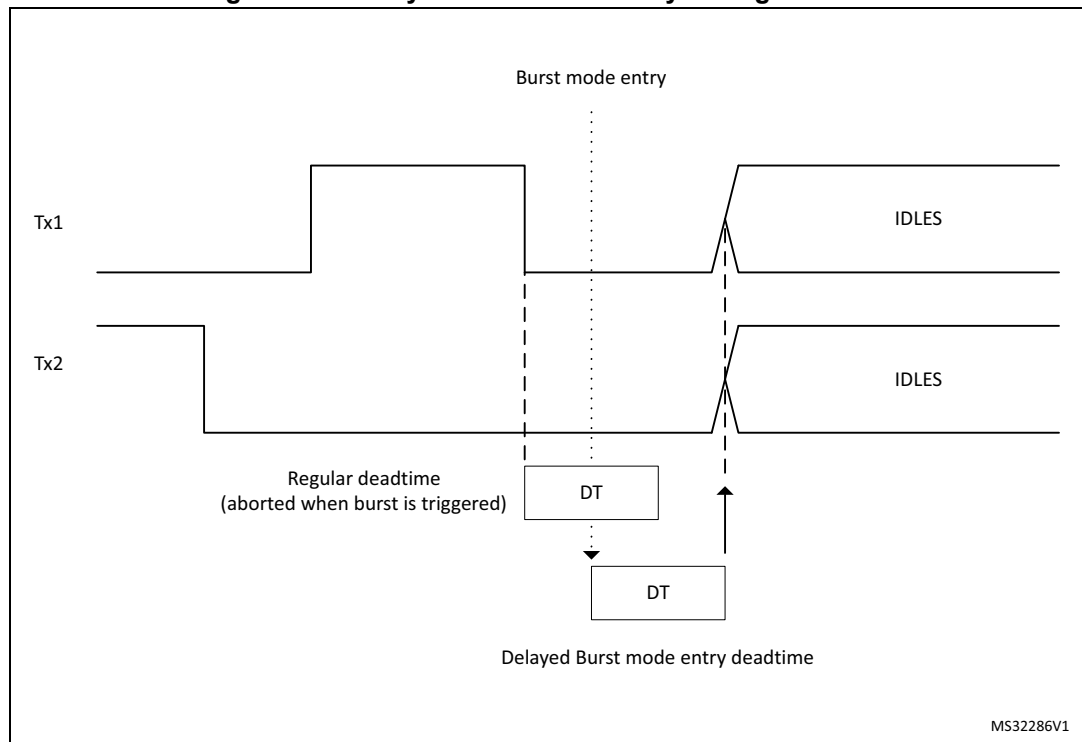 Burst mode entry
Tx1
IDLES
Tx2
IDLES
Regular deadtime
(aborted when burst is triggered)
DT
DT
Delayed Burst mode entry deadtime
MS32286V1